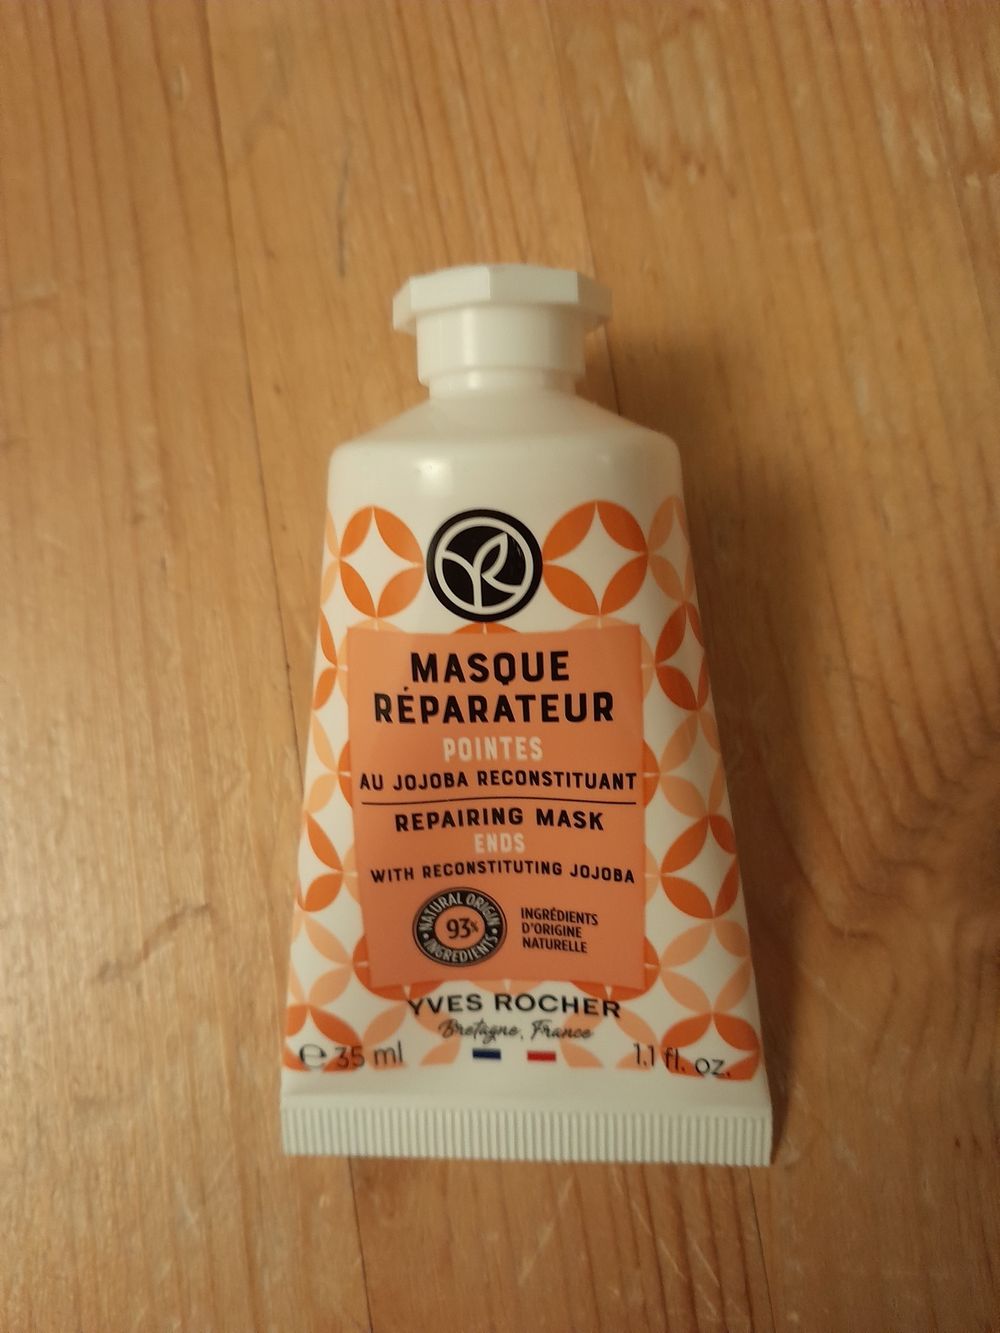 MASQUE
RÉPARATEUR
POINTES
AU JOJOBA RECONSTITUANT
REPAIRING MASK
ENDS
WITH RECONSTITUTING JOJOBA
NATURAL ORIGIN
93%
INGREDIENTS
INGRÉDIENTS
D'ORIGINE
NATURELLE
YVES ROCHER
Bretagne, France
℮ 35 ml
1.1 fl. oz.